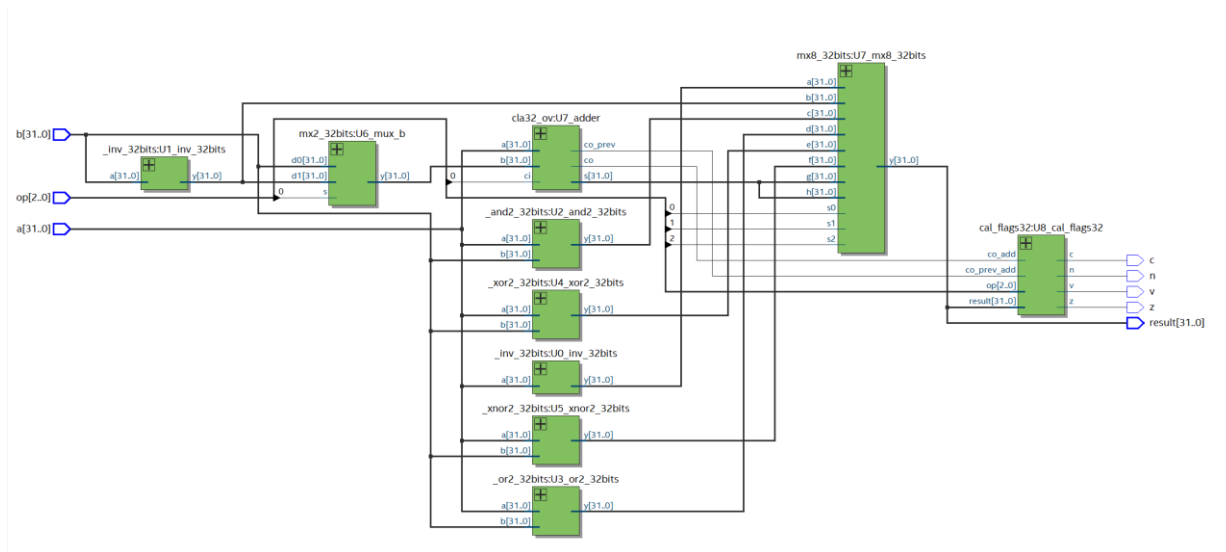 b[31..0]
op[2..0]
a[31..0]
_inv_32bits:U1_inv_32bits
a[31..0] y[31..0]
0
mx2_32bits:U6_mux_b
d0[31..0]
d1[31..0] y[31..0]
s
cla32_ov:U7_adder
a[31..0] co_prev
b[31..0] co
0 ci s[31..0]
_and2_32bits:U2_and2_32bits
a[31..0] y[31..0]
b[31..0]
_xor2_32bits:U4_xor2_32bits
a[31..0] y[31..0]
b[31..0]
_inv_32bits:U0_inv_32bits
a[31..0] y[31..0]
_xnor2_32bits:U5_xnor2_32bits
a[31..0] y[31..0]
b[31..0]
_or2_32bits:U3_or2_32bits
a[31..0] y[31..0]
b[31..0]
mx8_32bits:U7_mx8_32bits
a[31..0]
b[31..0]
c[31..0]
d[31..0]
e[31..0]
f[31..0] y[31..0]
g[31..0]
h[31..0]
0 s0
1 s1
2 s2
cal_flags32:U8_cal_flags32
co_add c
co_prev_add n
op[2..0] v
result[31..0] z
c
n
v
z
result[31..0]